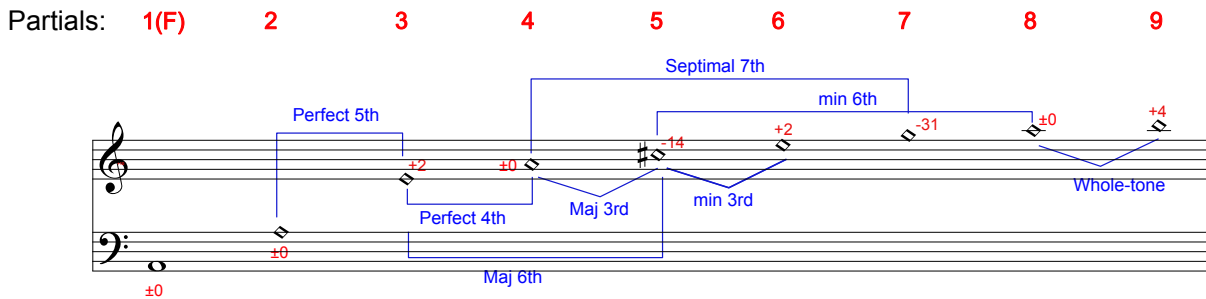 Partials: 1(F) 2 3 4 5 6 7 8 9
Septimal 7th
min 6th
Perfect 5th
+2 ±0 -14 +2 -31 ±0 +4
Perfect 4th Maj 3rd min 3rd Whole-tone
±0
Maj 6th
±0